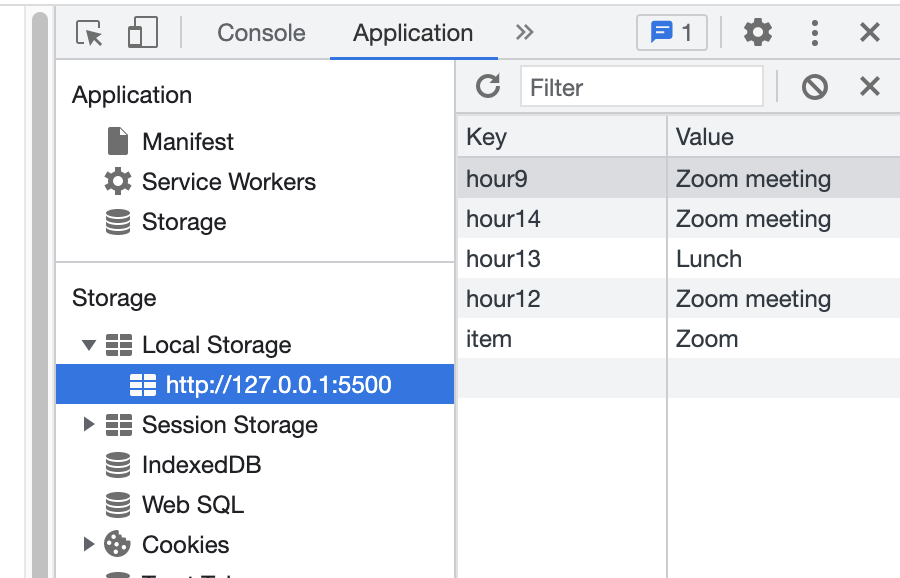 Console Application 1
Application
Manifest
Service Workers
Storage
Storage
Local Storage
http://127.0.0.1:5500
Session Storage
IndexedDB
Web SQL
Cookies
Filter
Key Value
hour9 Zoom meeting
hour14 Zoom meeting
hour13 Lunch
hour12 Zoom meeting
item Zoom